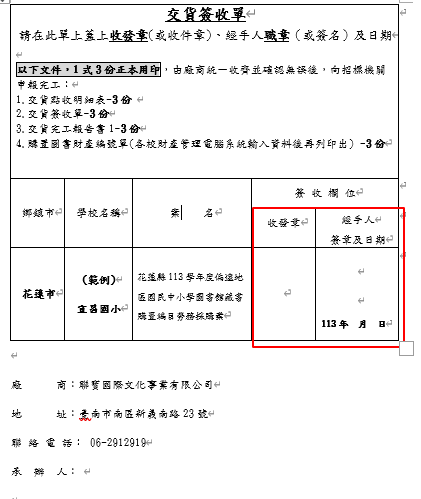 交貨簽收單
請在此單上蓋上收發章(或收件章)、經手人職章（或簽名）及日期
以下文件，1 式 3 份正本用印，由廠商統一收齊並確認無誤後，向招標機關
申報完工：
1.交貨點收明細表-3 份
2.交貨簽收單-3 份
3.交貨完工報告書 1-3 份
4.購置圖書財產編號單(各校財產管理電腦系統輸入資料後再列印出) -3 份
鄉鎮市
學校名稱
案 名
簽 收 欄 位
收發章
經手人
簽章及日期
花蓮市
(範例)
宜昌國小
花蓮縣 113 學年度偏遠地
區國民中小學圖書館藏書
購置編目勞務採購案
113 年 月 日
廠 商：聯寶國際文化事業有限公司
地 址：臺南市南區新義南路 23 號
聯 絡 電 話： 06-2912919
承 辦 人：